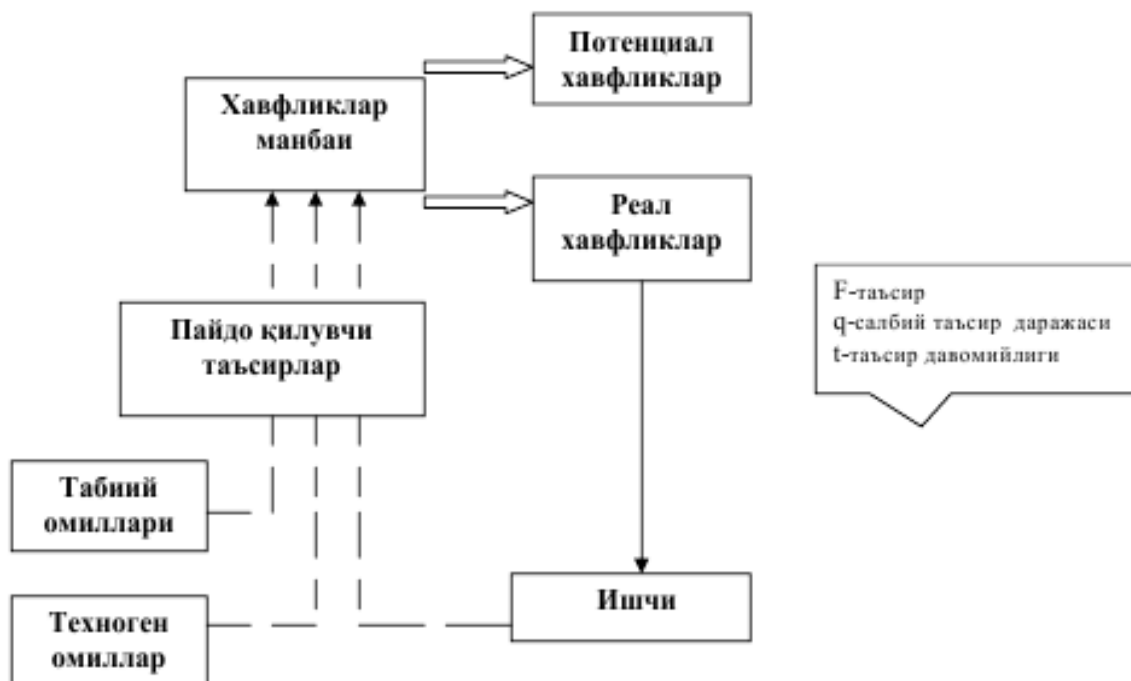 Потенциал
хавфликлар
Хавфликлар
манбаи
Реал
хавфликлар
F-таъсир
q-салбий таъсир даражаси
t-таъсир давомийлиги
Пайдо қилувчи
таъсирлар
Табиий
омиллари
Ишчи
Техноген
омиллар